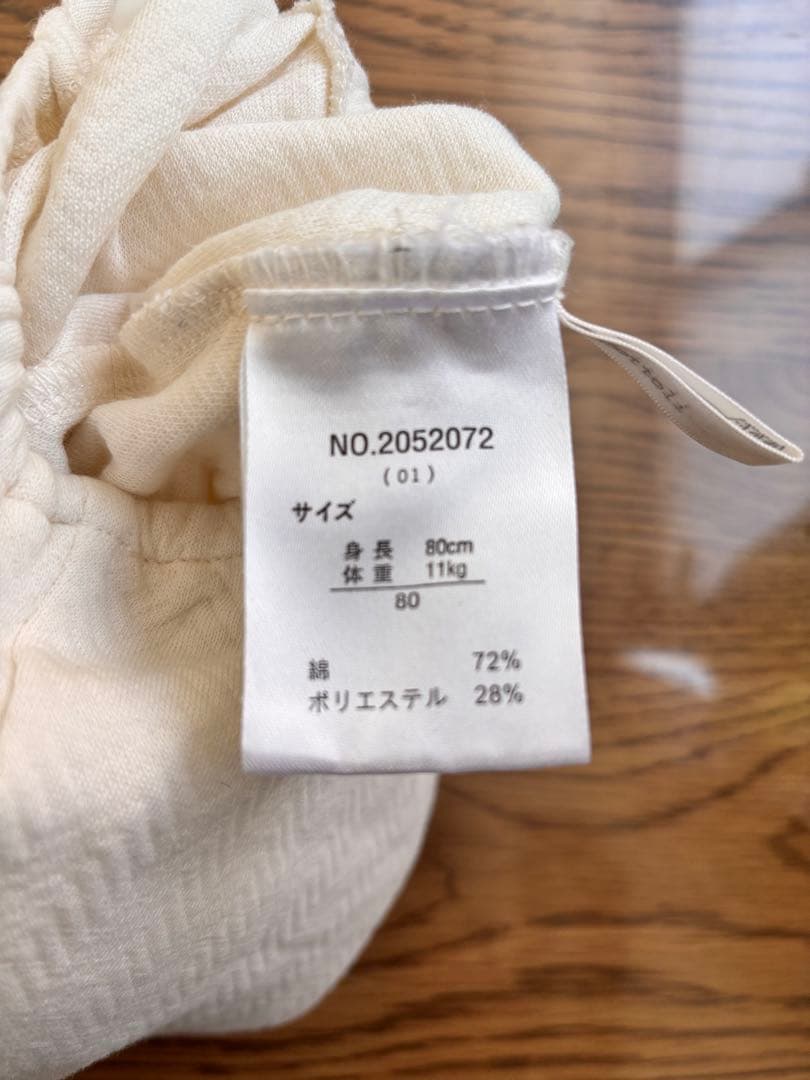 NO.2052072
(01)
サイズ
身長 80cm
体重 11kg
80
綿 72%
ポリエステル 28%